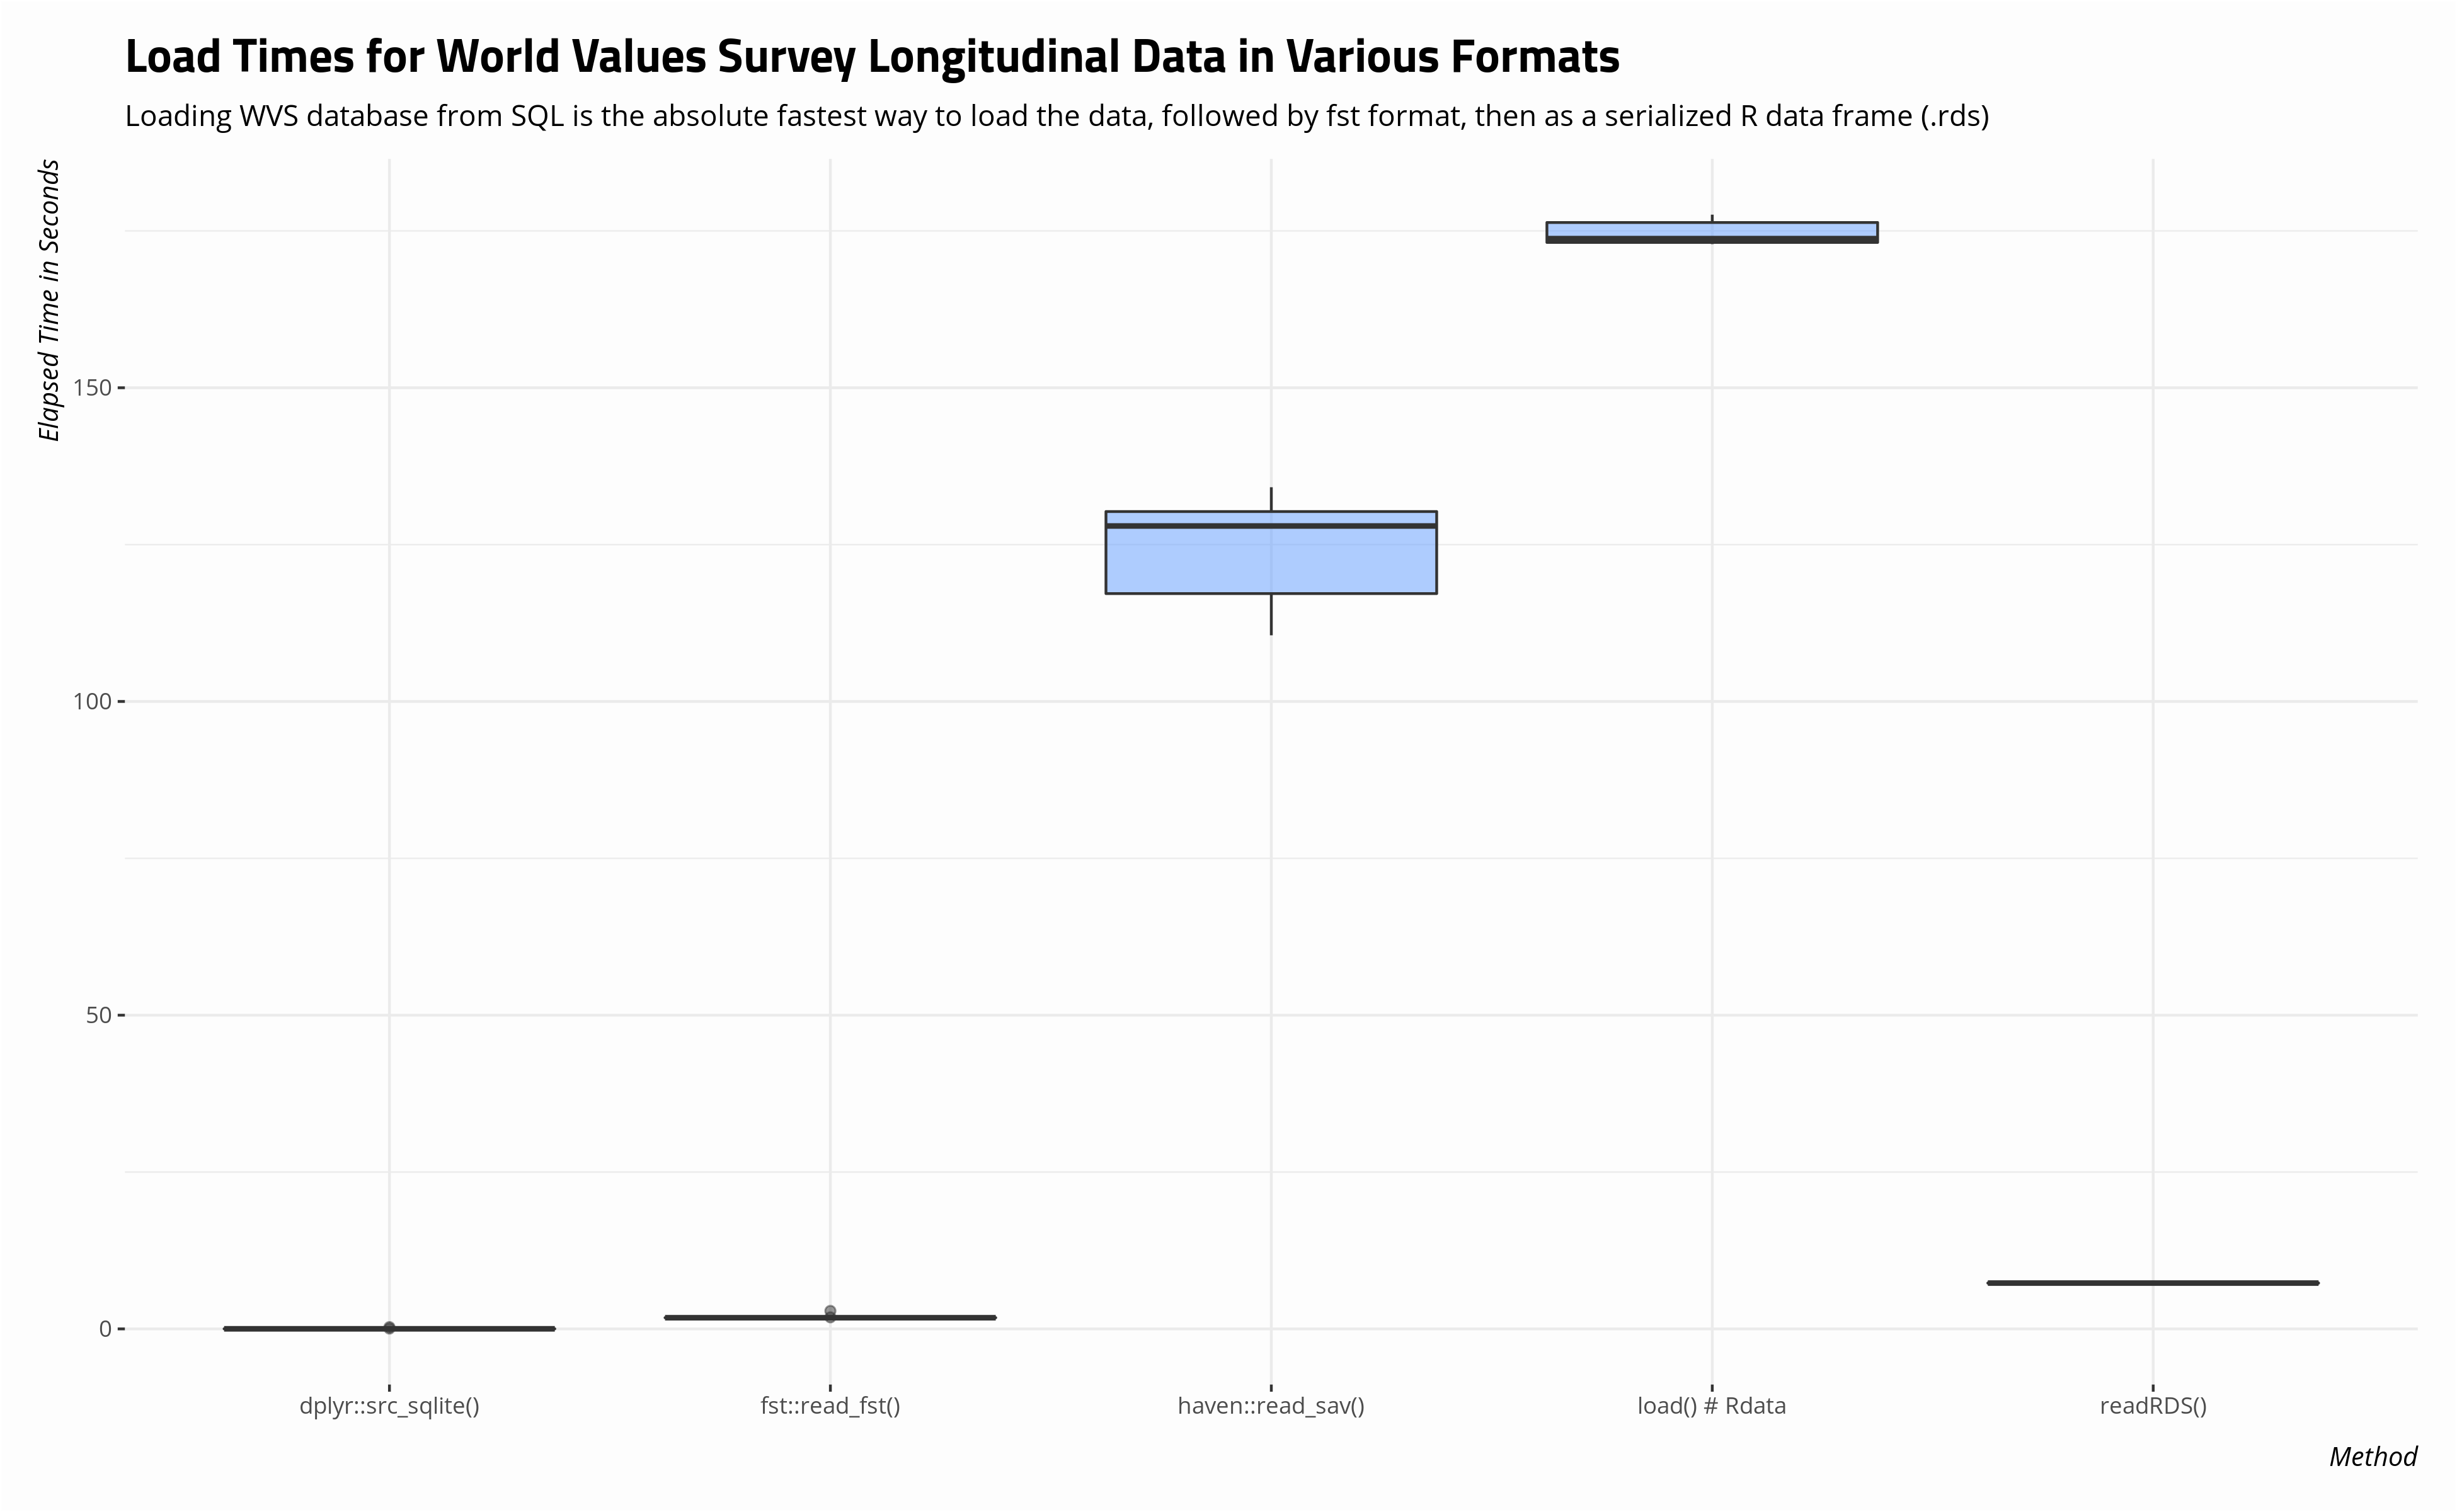 Load Times for World Values Survey Longitudinal Data in Various Formats
Loading WVS database from SQL is the absolute fastest way to load the data, followed by fst format, then as a serialized R data frame (.rds)
Elapsed Time in Seconds
150
100
50
0
dplyr::src_sqlite()
fst::read_fst()
haven::read_sav()
load() # Rdata
readRDS()
Method